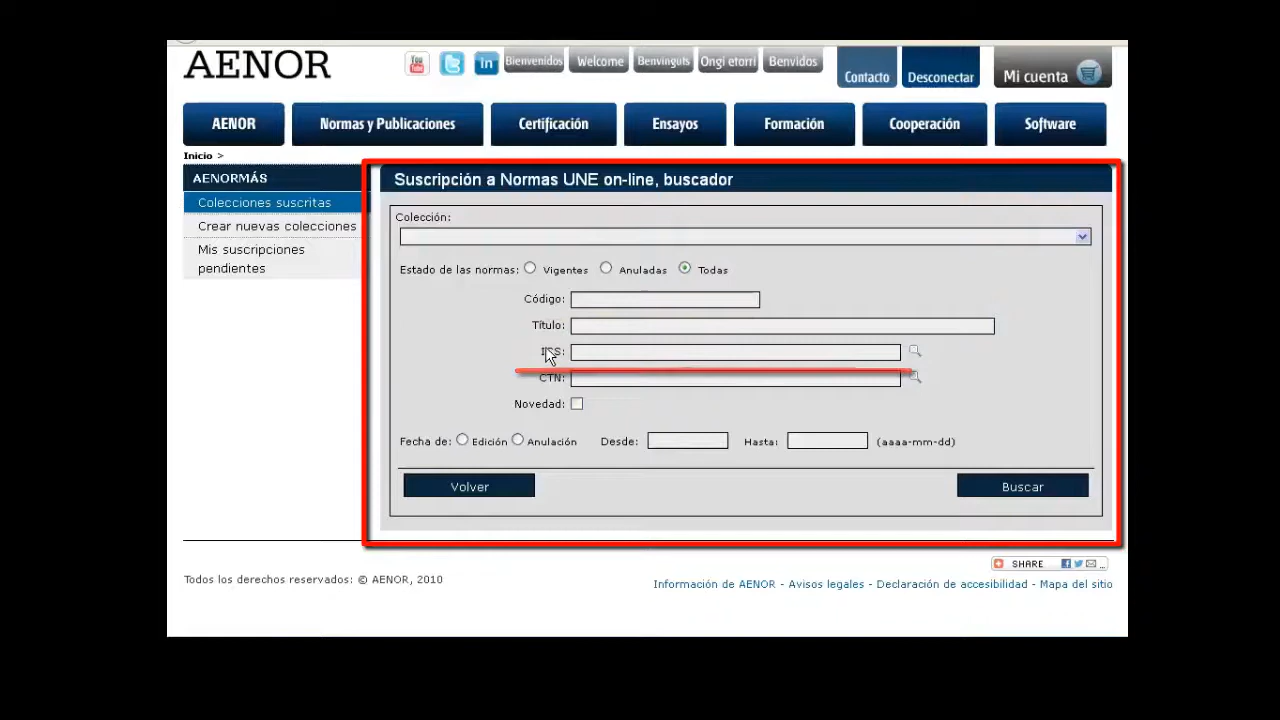 AENOR
You Tube
in
Bienvenidos
Welcome
Benvinguts
Ongi etorri
Benvidos
Contacto
Desconectar
Mi cuenta
AENOR
Normas y Publicaciones
Certificación
Ensayos
Formación
Cooperación
Software
Inicio >
AENORMÁS
Colecciones suscritas
Crear nuevas colecciones
Mis suscripciones
pendientes
Suscripción a Normas UNE on-line, buscador
Colección:
Estado de las normas: Vigentes Anuladas Todas
Código:
Título:
CTN:
Novedad:
Fecha de: Edición Anulación Desde: Hasta: (aaaa-mm-dd)
Volver
Buscar
SHARE
Todos los derechos reservados: © AENOR, 2010
Información de AENOR - Avisos legales - Declaración de accesibilidad - Mapa del sitio